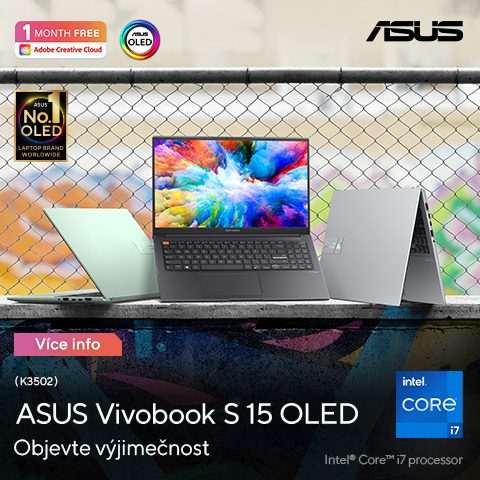 1 MONTH FREE
Adobe Creative Cloud
ASUS
OLED
ASUS
ASUS
No.1
OLED
LAPTOP BRAND
WORLDWIDE
Více info
(K3502)
ASUS Vivobook S 15 OLED
Objevte výjimečnost
intel
CORE
i7
Intel® Core™ i7 processor